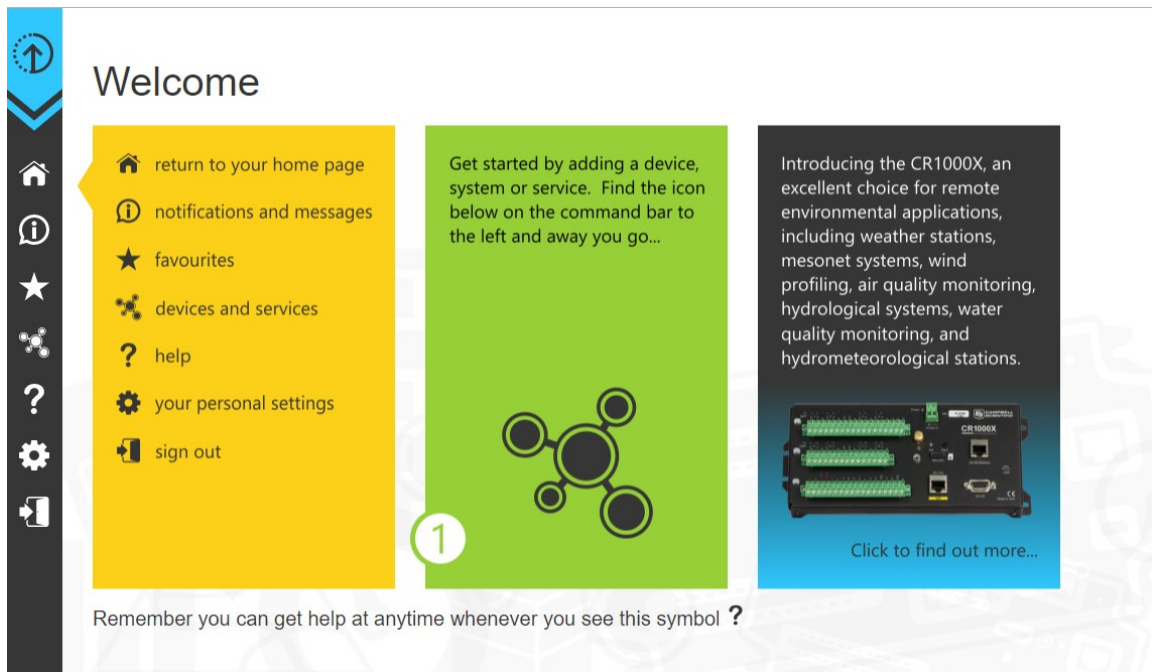 Welcome
return to your home page
notifications and messages
favourites
devices and services
? help
your personal settings
sign out
Get started by adding a device,
system or service. Find the icon
below on the command bar to
the left and away you go...
1
Introducing the CR1000X, an
excellent choice for remote
environmental applications,
including weather stations,
mesonet systems, wind
profiling, air quality monitoring,
hydrological systems, water
quality monitoring, and
hydrometeorological stations.
CAMPBELL
SCIENTIFIC
CR1000X
Click to find out more...
Remember you can get help at anytime whenever you see this symbol ?